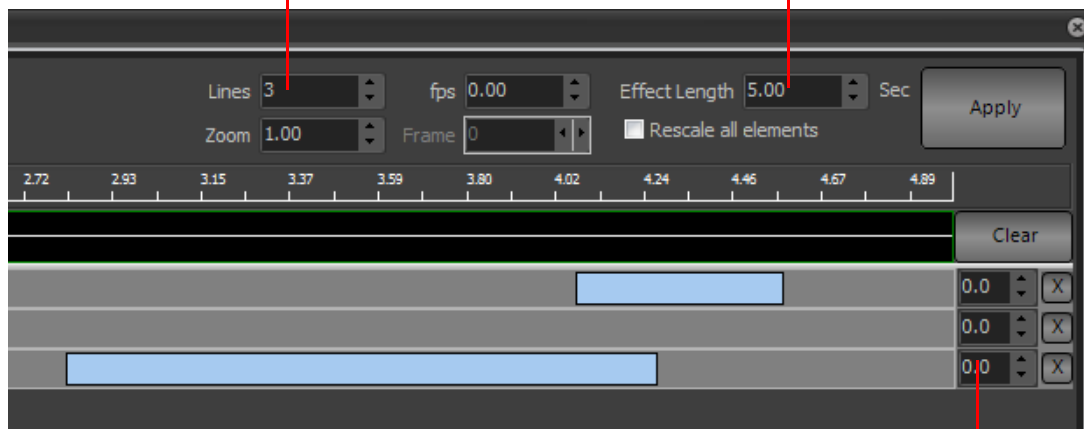 Lines 3 fps 0.00 Effect Length 5.00 Sec Apply
Zoom 1.00 Frame 0 Rescale all elements
2.72 2.93 3.15 3.37 3.59 3.80 4.02 4.24 4.46 4.67 4.89
Clear
0.0 X
0.0 X
0.0 X